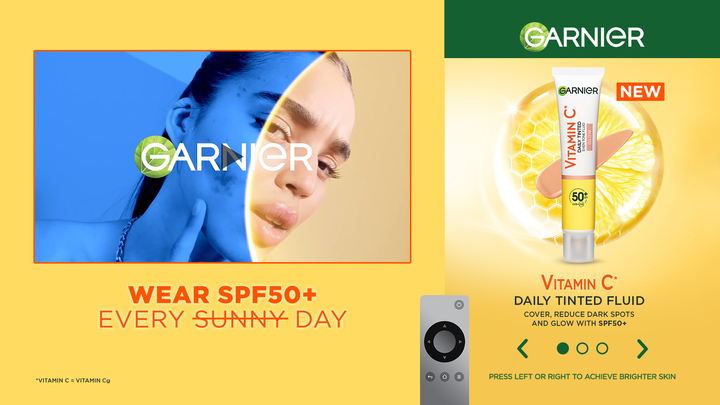 GARNIER
WEAR SPF50+
EVERY SUNNY DAY
*VITAMIN C = VITAMIN Cg
GARNIER
NEW
GARNIER
VITAMIN C*
DAILY TINTED
50+
VITAMIN C*
DAILY TINTED FLUID
COVER, REDUCE DARK SPOTS
AND GLOW WITH SPF50+
PRESS LEFT OR RIGHT TO ACHIEVE BRIGHTER SKIN